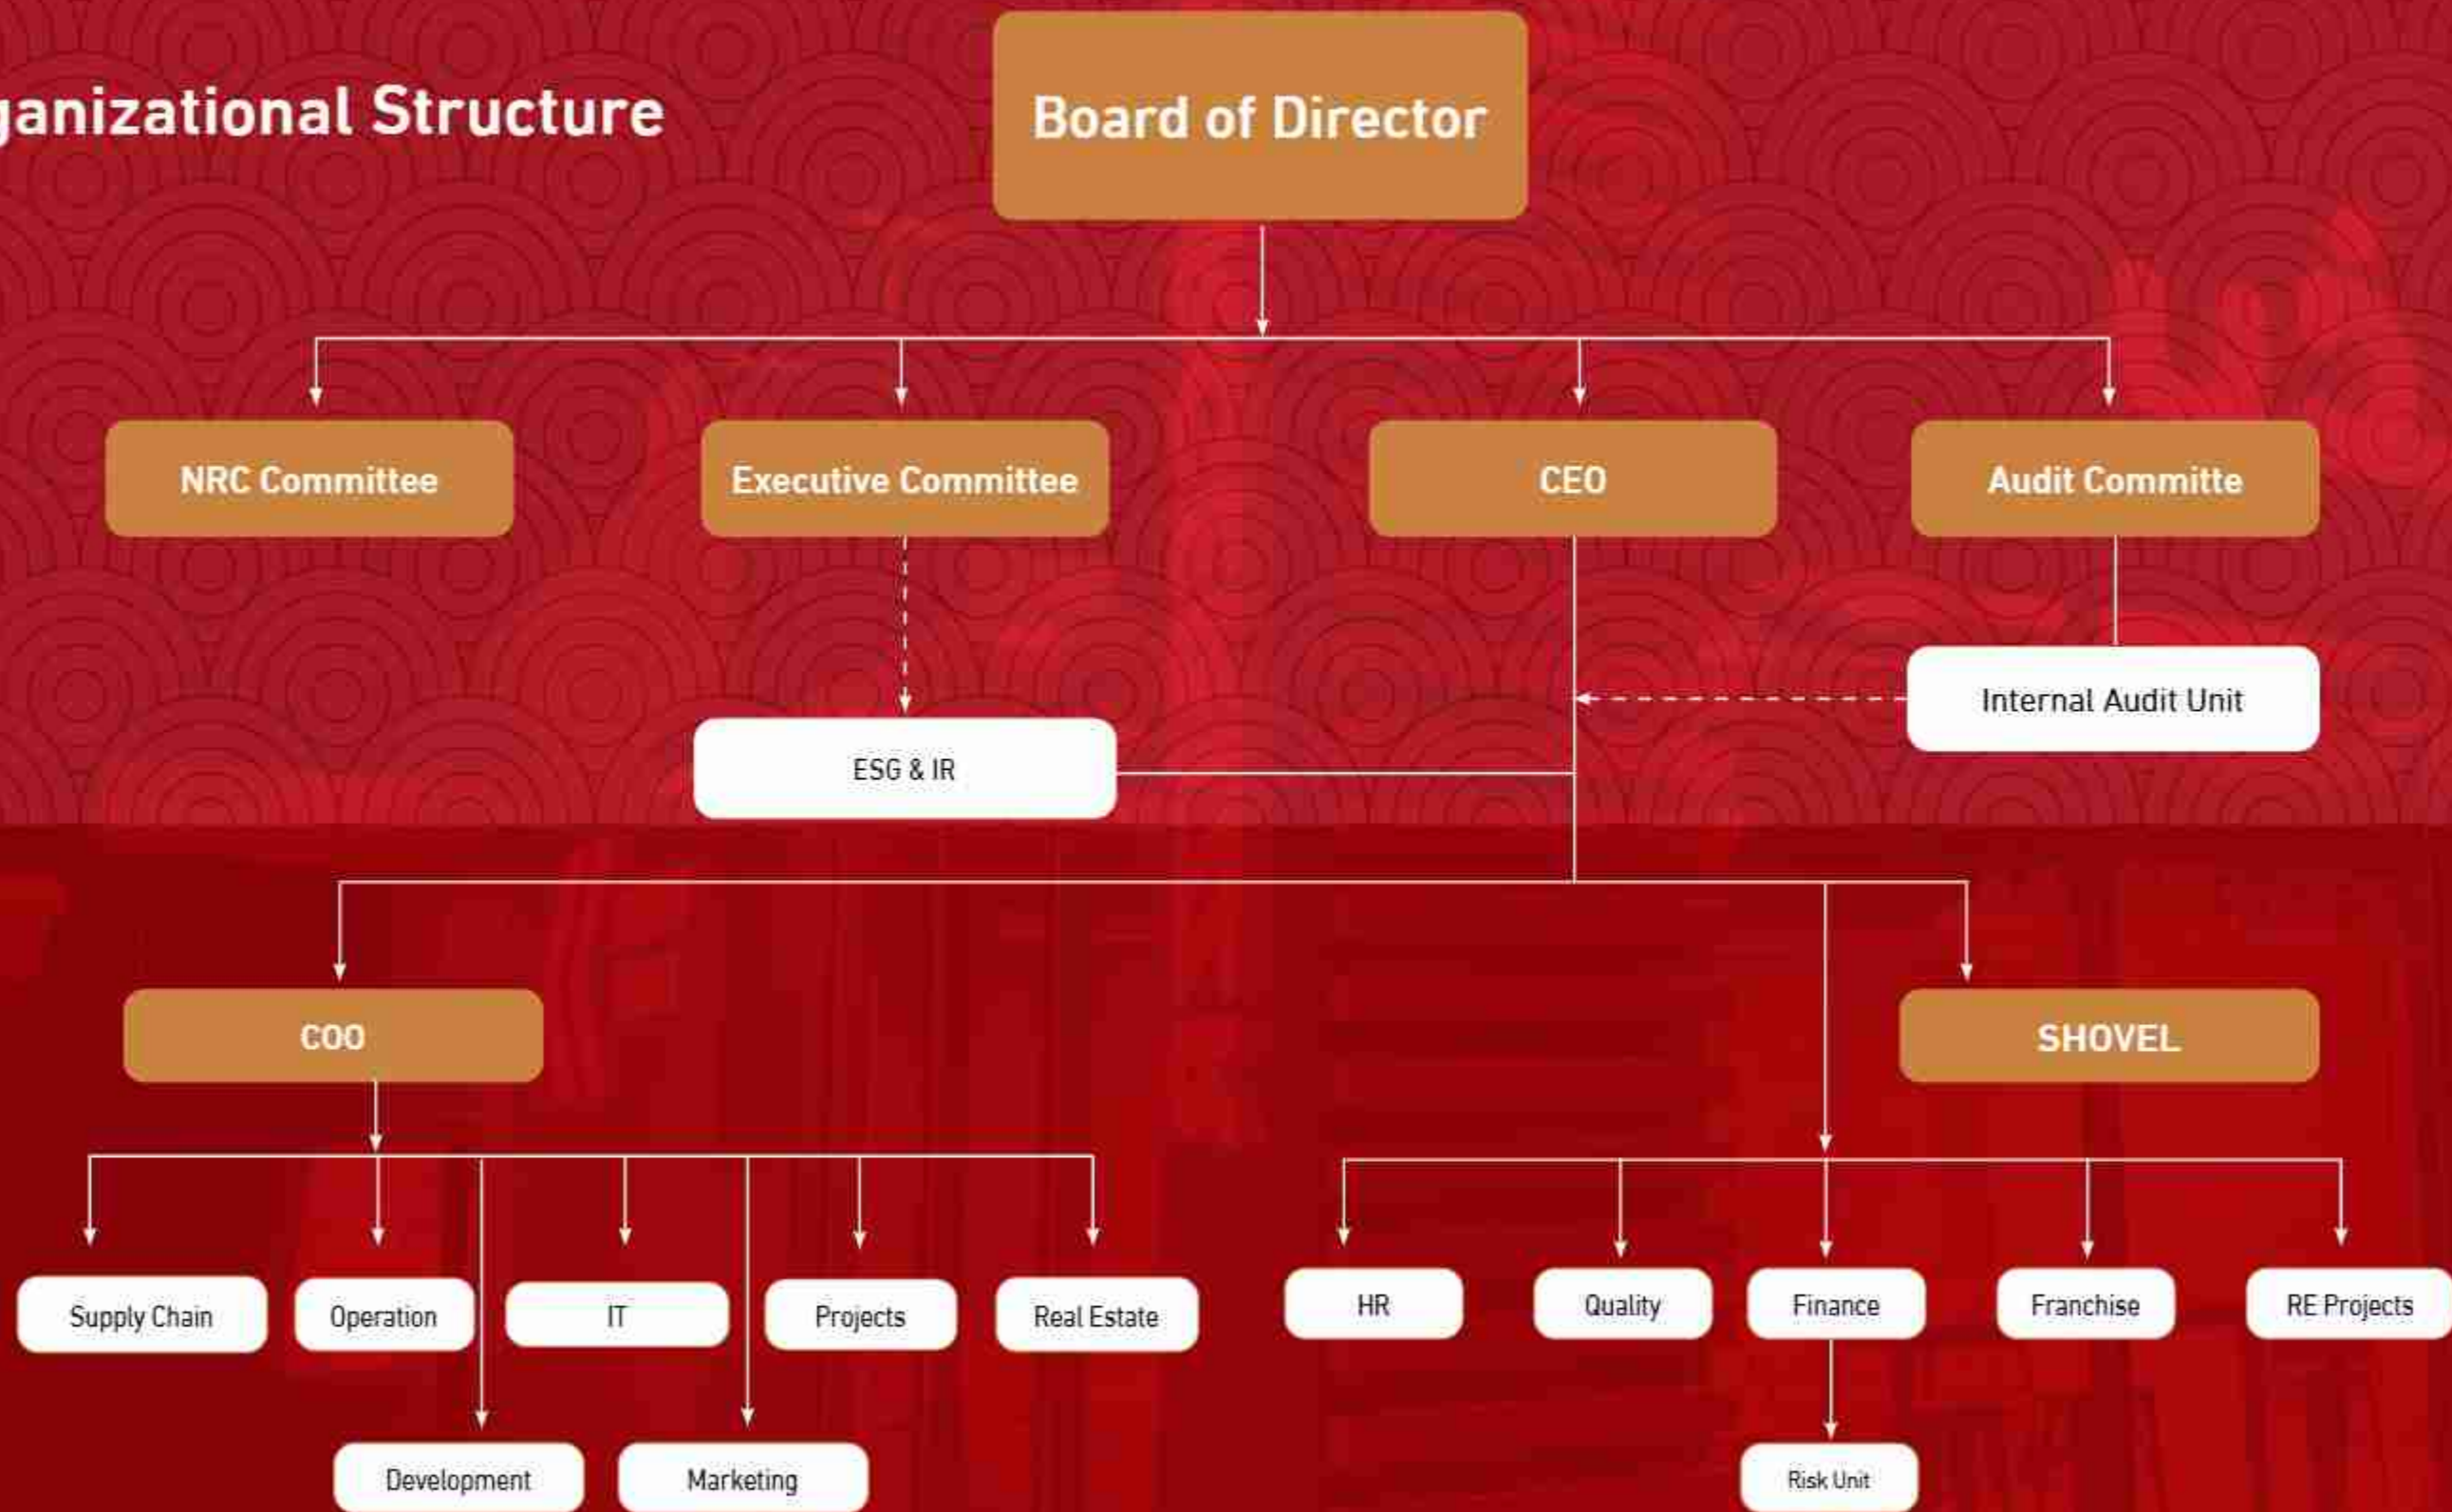 ganizational Structure
Board of Director
NRC Committee
Executive Committee
CEO
Audit Committe
Internal Audit Unit
ESG & IR
COO
SHOVEL
Supply Chain
Operation
IT
Projects
Real Estate
HR
Quality
Finance
Franchise
RE Projects
Development
Marketing
Risk Unit